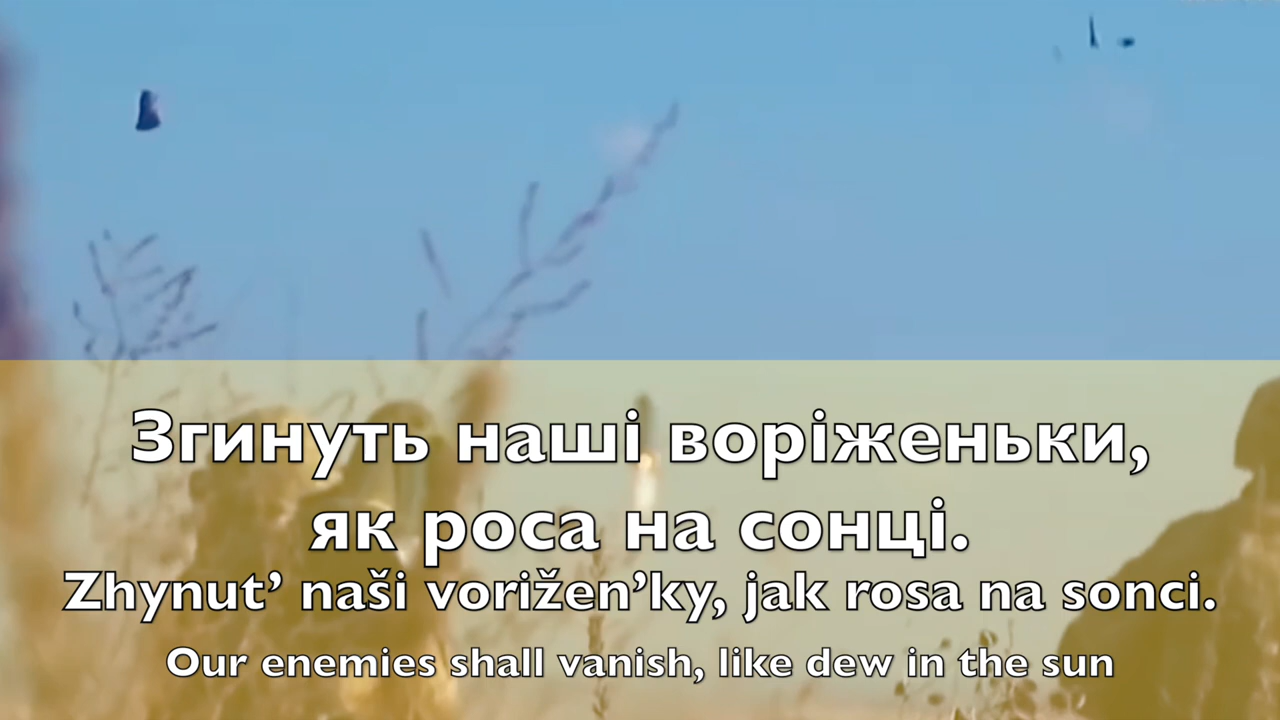 Згинуть наші воріженьки,
як роса на сонці.
Zhynut’ naši vorižen’ky, jak rosa na sonci.
Our enemies shall vanish, like dew in the sun